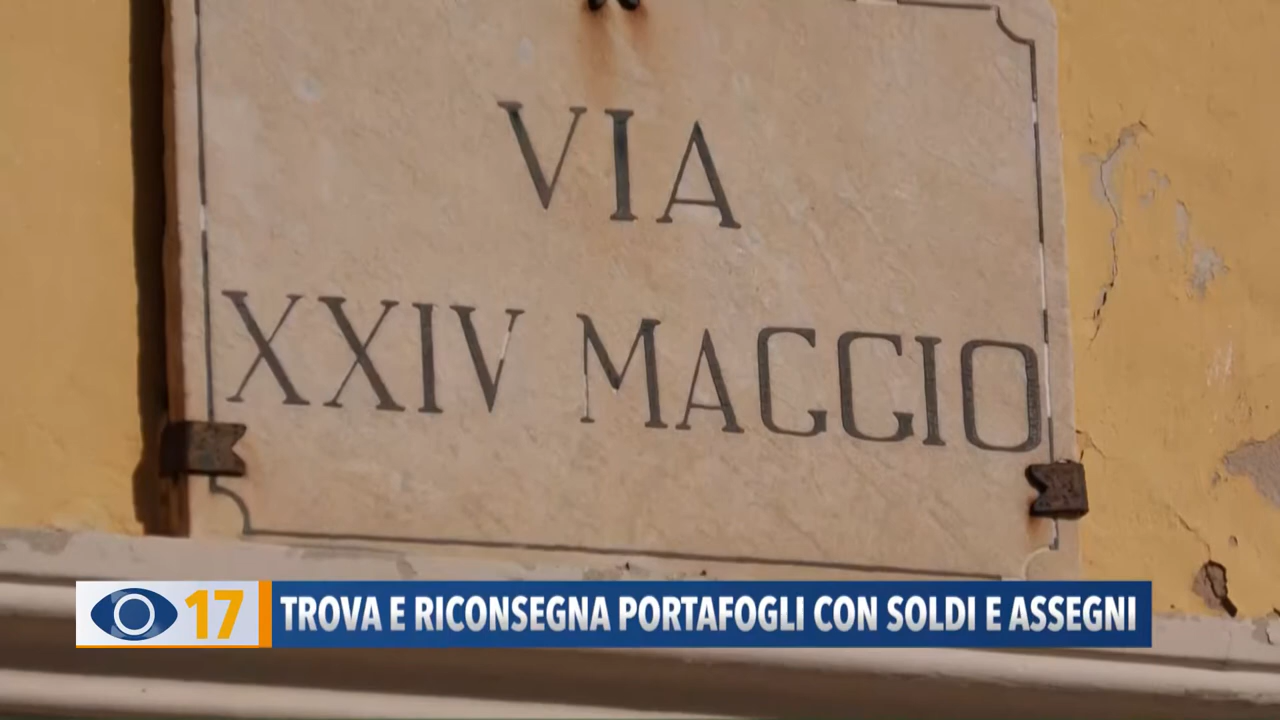 VIA
XXIV MAGGIO
17 TROVA E RICONSEGNA PORTAFOGLI CON SOLDI E ASSEGNI